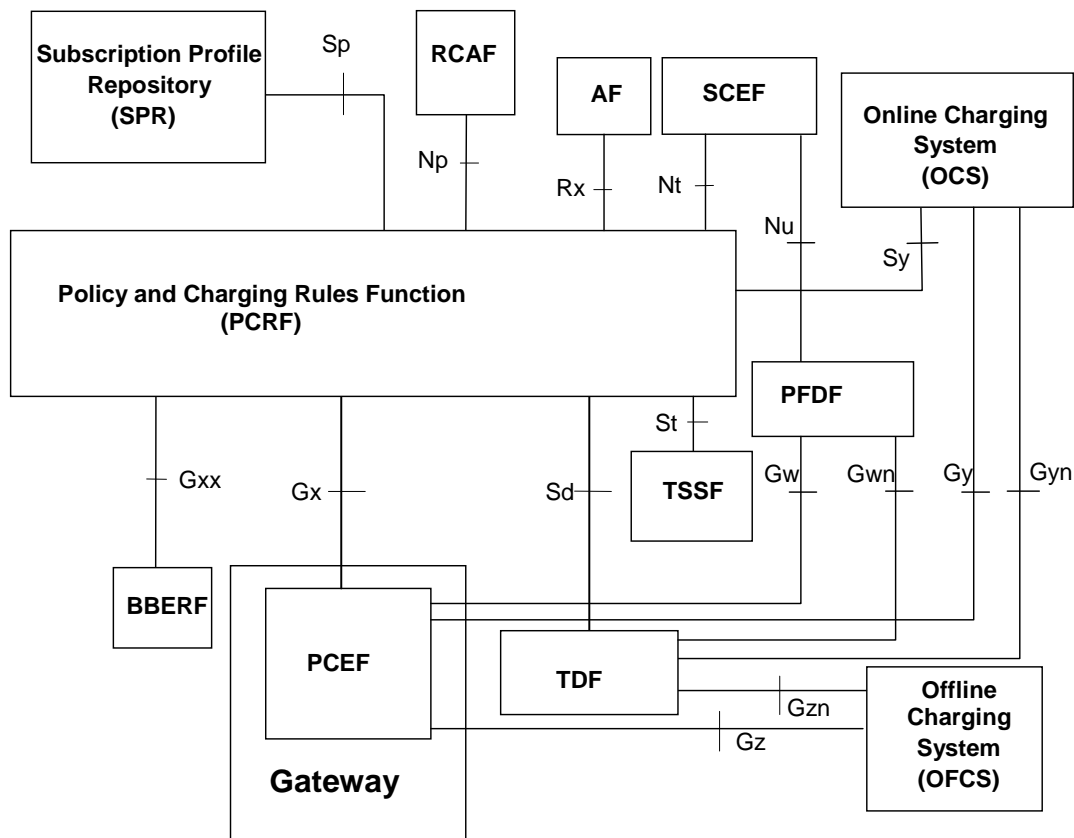 Subscription Profile
Repository
(SPR)
Sp
RCAF
AF
SCEF
Online Charging
System
(OCS)
Np
Rx
Nt
Nu
Sy
Policy and Charging Rules Function
(PCRF)
PFDF
St
Gxx
Gx
Sd
TSSF
Gw
Gwn
Gy
Gyn
BBERF
PCEF
TDF
Offline
Charging
System
(OFCS)
Gzn
Gz
Gateway